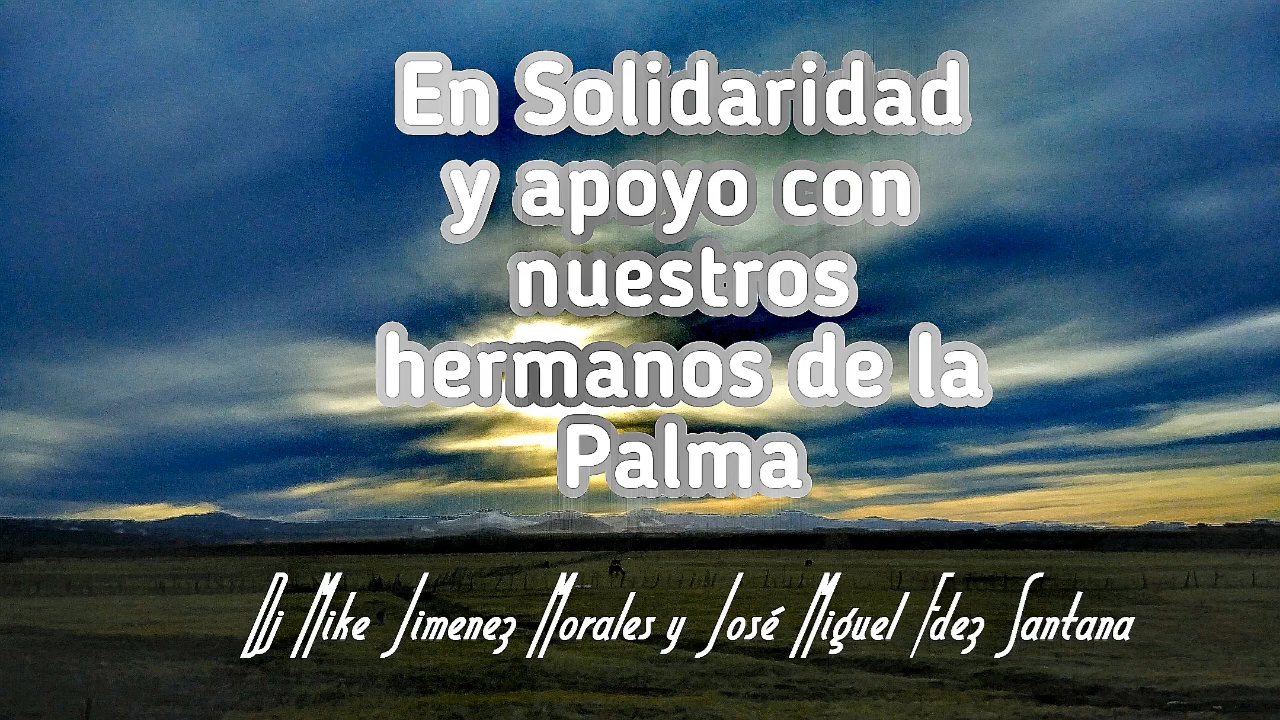 En Solidaridad
y apoyo con
nuestros
hermanos de la
Palma
Dj Mike Jimenez Morales y José Miguel Fdez Santana